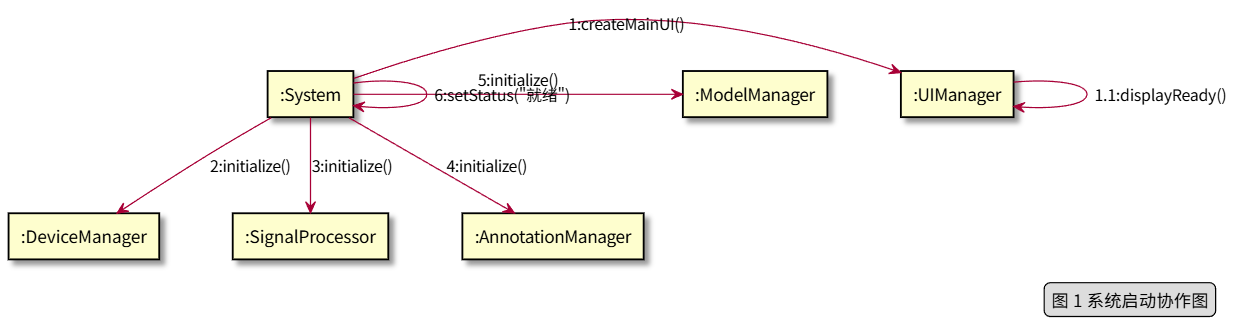 1:createMainUI()
5:initialize()
:System
6:setStatus("就绪")
:ModelManager
:UIManager
1.1:displayReady()
2:initialize()
3:initialize()
4:initialize()
:DeviceManager
:SignalProcessor
:AnnotationManager
图 1 系统启动协作图